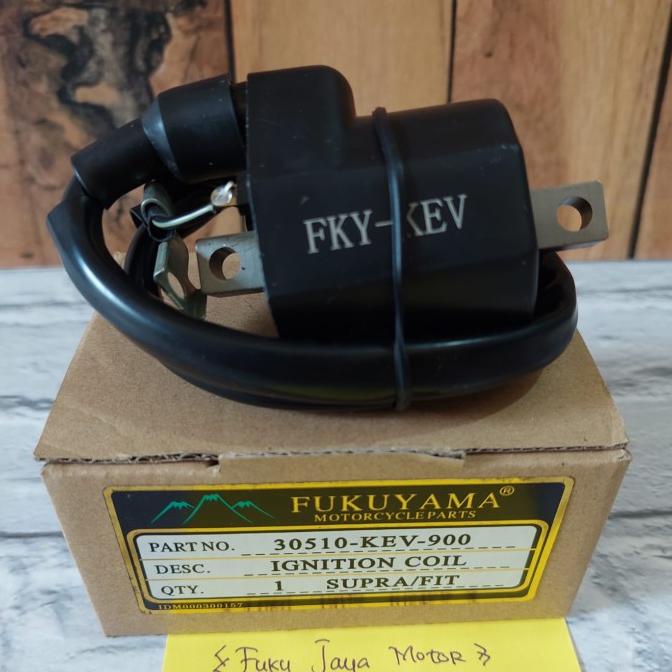 FKY-KEV
FUKUYAMA®
MOTORCYCLE PARTS
PART NO. 30510-KEV-900
DESC. IGNITION COIL
QTY. 1 SUPRA/FIT
IDM000300157
Fuku Jaya Motor